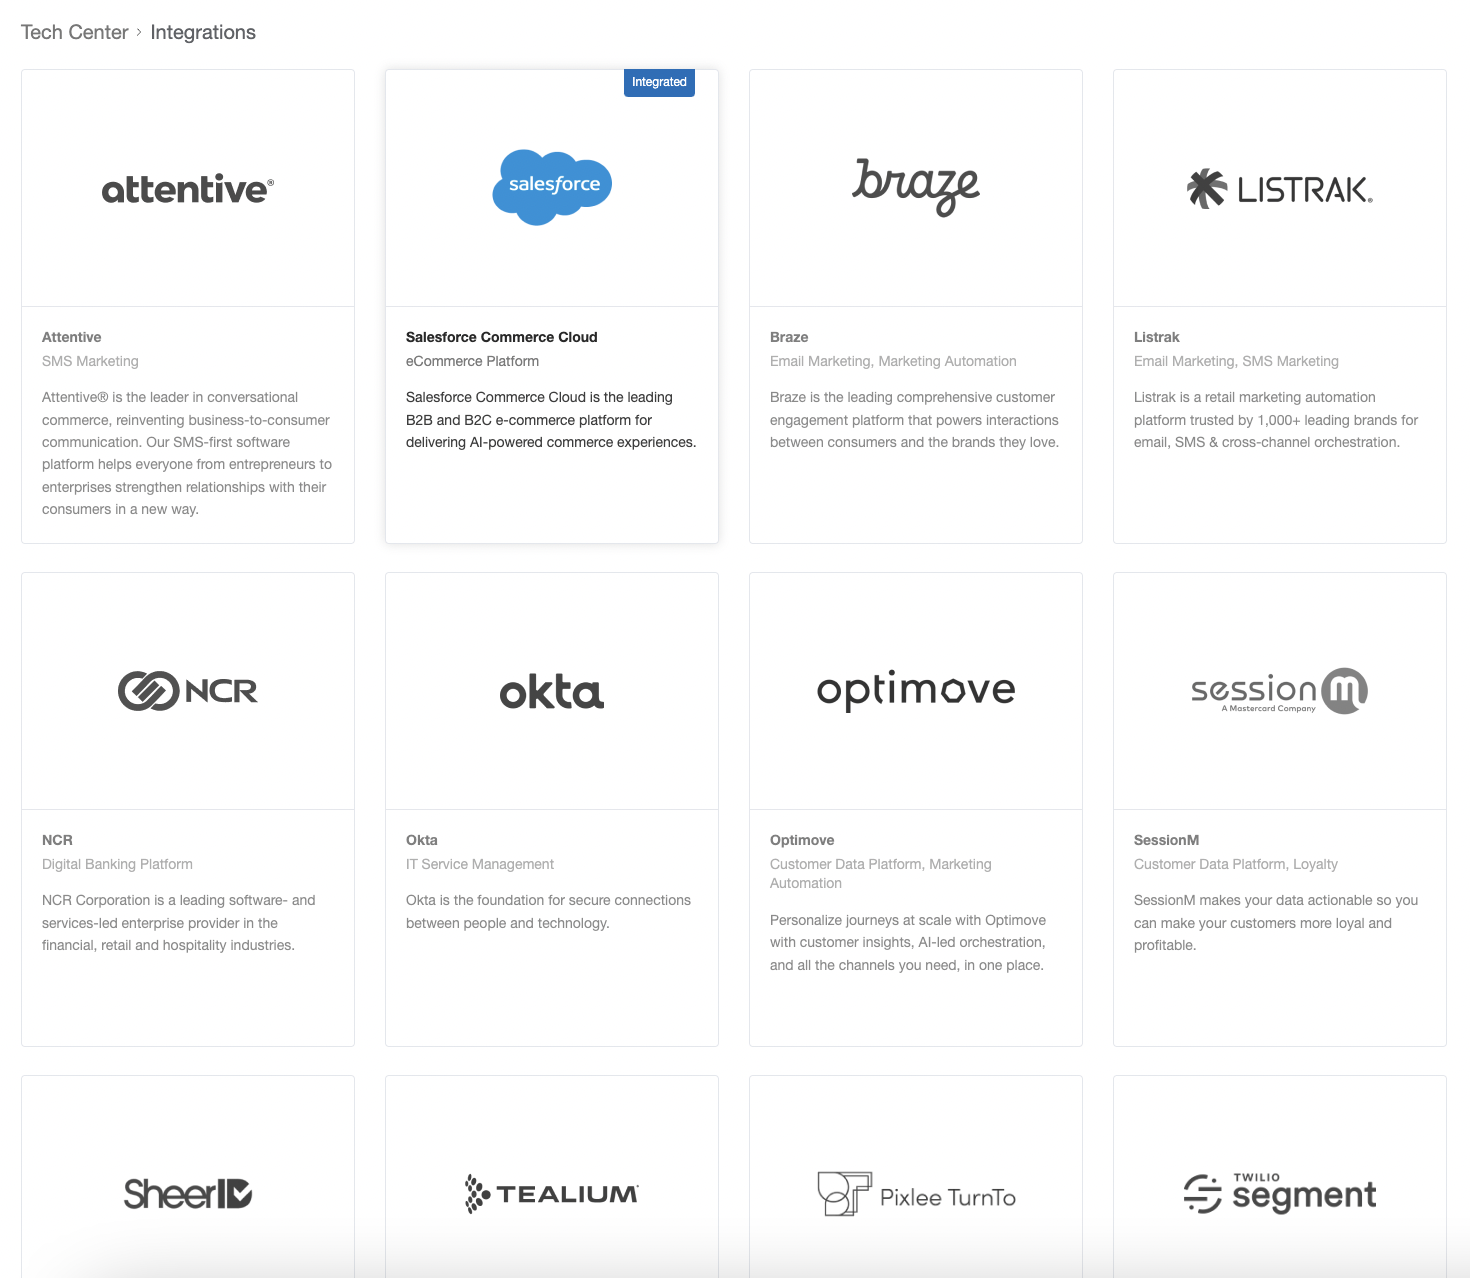 Tech Center › Integrations
Integrated
attentive®
salesforce
braze
LISTRAK®
Attentive
SMS Marketing
Attentive® is the leader in conversational
commerce, reinventing business-to-consumer
communication. Our SMS-first software
platform helps everyone from entrepreneurs to
enterprises strengthen relationships with their
consumers in a new way.
Salesforce Commerce Cloud
eCommerce Platform
Salesforce Commerce Cloud is the leading
B2B and B2C e-commerce platform for
delivering AI-powered commerce experiences.
Braze
Email Marketing, Marketing Automation
Braze is the leading comprehensive customer
engagement platform that powers interactions
between consumers and the brands they love.
Listrak
Email Marketing, SMS Marketing
Listrak is a retail marketing automation
platform trusted by 1,000+ leading brands for
email, SMS & cross-channel orchestration.
NCR
okta
optimove
session m
A Mastercard Company
NCR
Digital Banking Platform
NCR Corporation is a leading software- and
services-led enterprise provider in the
financial, retail and hospitality industries.
Okta
IT Service Management
Okta is the foundation for secure connections
between people and technology.
Optimove
Customer Data Platform, Marketing
Automation
Personalize journeys at scale with Optimove
with customer insights, AI-led orchestration,
and all the channels you need, in one place.
SessionM
Customer Data Platform, Loyalty
SessionM makes your data actionable so you
can make your customers more loyal and
profitable.
SheerID
TEALIUM
Pixlee TurnTo
TWILIO
segment